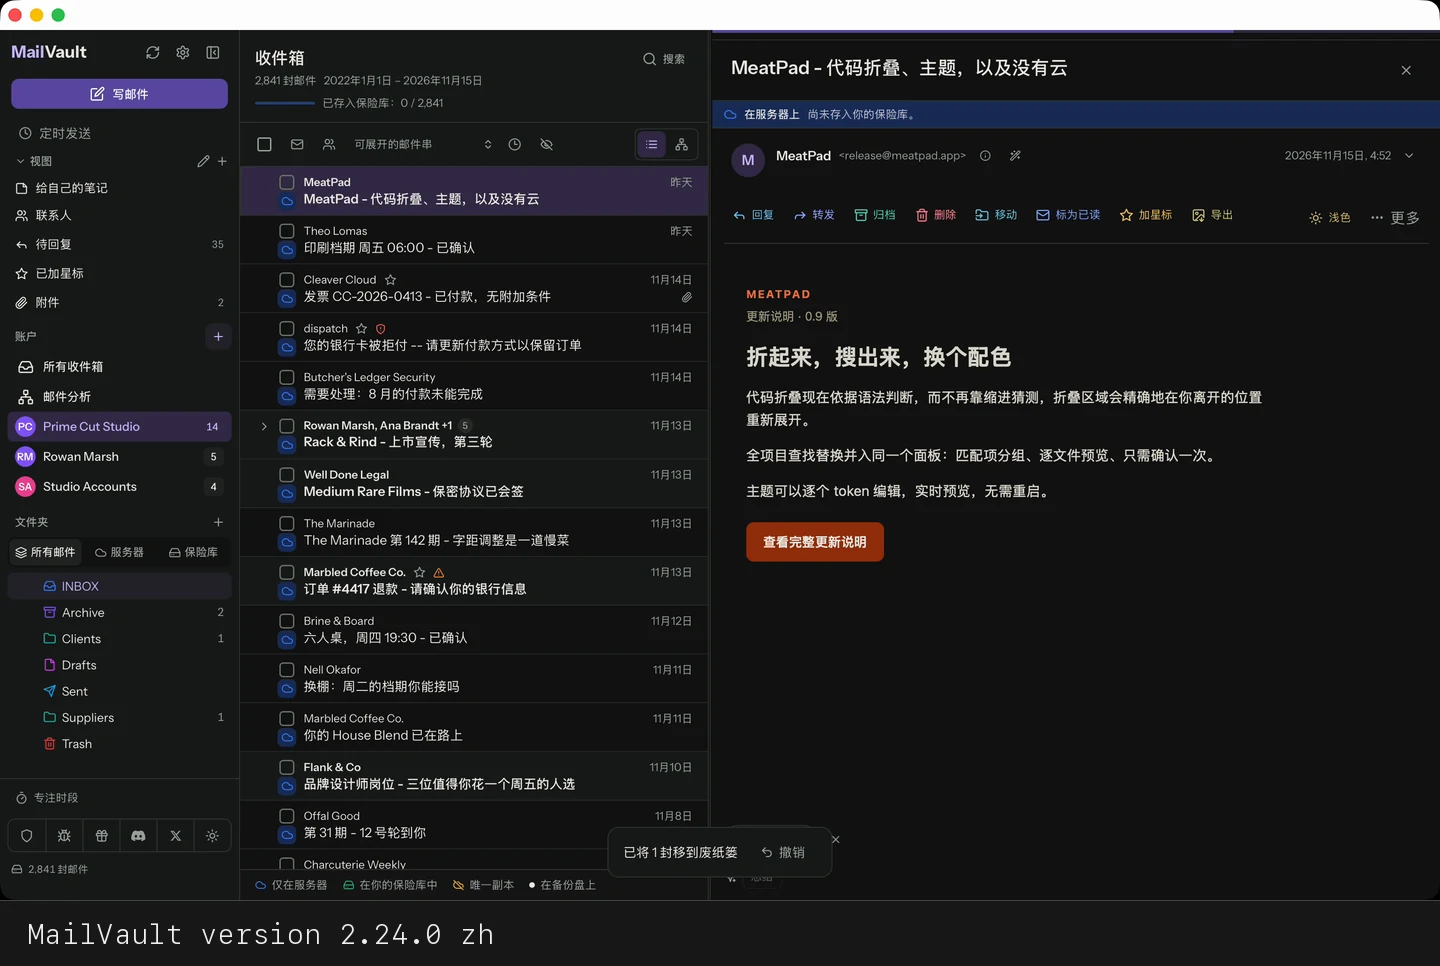 MailVault
写邮件
定时发送
视图
给自己的笔记
联系人
待回复 35
已加星标
附件 2
账户
所有收件箱
邮件分析
PC Prime Cut Studio 14
RM Rowan Marsh 5
SA Studio Accounts 4
文件夹
所有邮件 服务器 保险库
INBOX
Archive 2
Clients 1
Drafts
Sent
Suppliers 1
Trash
专注时段
2,841 封邮件
收件箱
搜索
2,841 封邮件 2022年1月1日 – 2026年11月15日
已存入保险库：0 / 2,841
可展开的邮件串
MeatPad 昨天
MeatPad - 代码折叠、主题，以及没有云
Theo Lomas 昨天
印刷档期 周五 06:00 - 已确认
Cleaver Cloud 11月14日
发票 CC-2026-0413 - 已付款，无附加条件
dispatch 11月14日
您的银行卡被拒付 -- 请更新付款方式以保留订单
Butcher's Ledger Security 11月14日
需要处理：8 月的付款未能完成
Rowan Marsh, Ana Brandt +1 5 11月13日
Rack & Rind - 上市宣传，第三轮
Well Done Legal 11月13日
Medium Rare Films - 保密协议已会签
The Marinade 11月13日
The Marinade 第 142 期 - 字距调整是一道慢菜
Marbled Coffee Co. 11月13日
订单 #4417 退款 - 请确认你的银行信息
Brine & Board 11月12日
六人桌，周四 19:30 - 已确认
Nell Okafor 11月11日
换棚：周二的档期你能接吗
Marbled Coffee Co. 11月11日
你的 House Blend 已在路上
Flank & Co 11月10日
品牌设计师岗位 - 三位值得你花一个周五的人选
Offal Good 11月8日
第 31 期 - 12 号轮到你
Charcuterie Weekly
仅在服务器 在你的保险库中 唯一副本 在备份盘上
MeatPad - 代码折叠、主题，以及没有云
在服务器上 尚未存入你的保险库。
M MeatPad <release@meatpad.app> 2026年11月15日, 4:52
回复 转发 归档 删除 移动 标为已读 加星标 导出 浅色 更多
MEATPAD
更新说明 · 0.9 版
折起来，搜出来，换个配色
代码折叠现在依据语法判断，而不再靠缩进猜测，折叠区域会精确地在你离开的位置
重新展开。
全项目查找替换并入同一个面板：匹配项分组、逐文件预览、只需确认一次。
主题可以逐个 token 编辑，实时预览，无需重启。
查看完整更新说明
已将 1 封移到废纸篓 撤销
MailVault version 2.24.0 zh